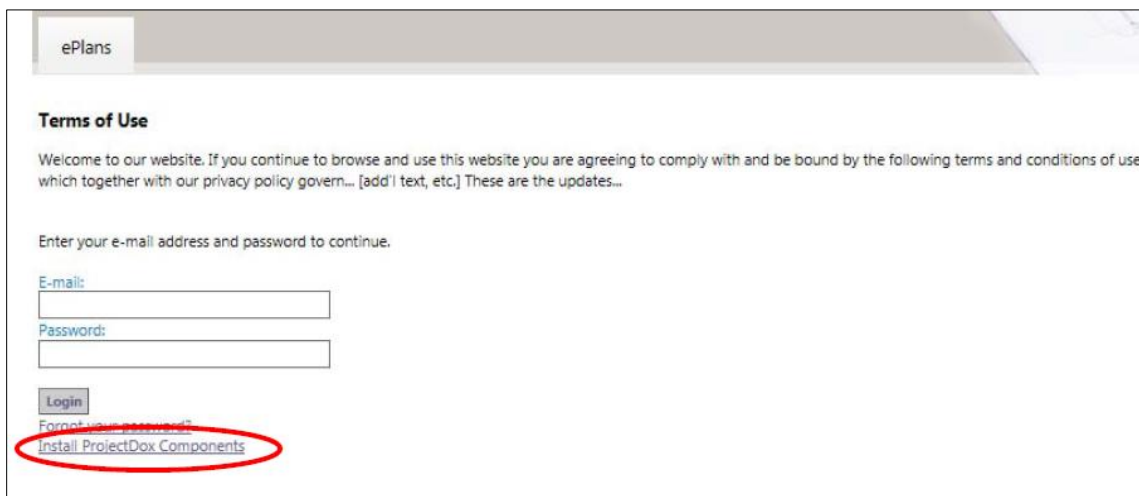 ePlans
Terms of Use
Welcome to our website. If you continue to browse and use this website you are agreeing to comply with and be bound by the following terms and conditions of use
which together with our privacy policy govern... [add'l text, etc.] These are the updates...
Enter your e-mail address and password to continue.
E-mail:
Password:
Login
Forgot your password?
Install ProjectDox Components